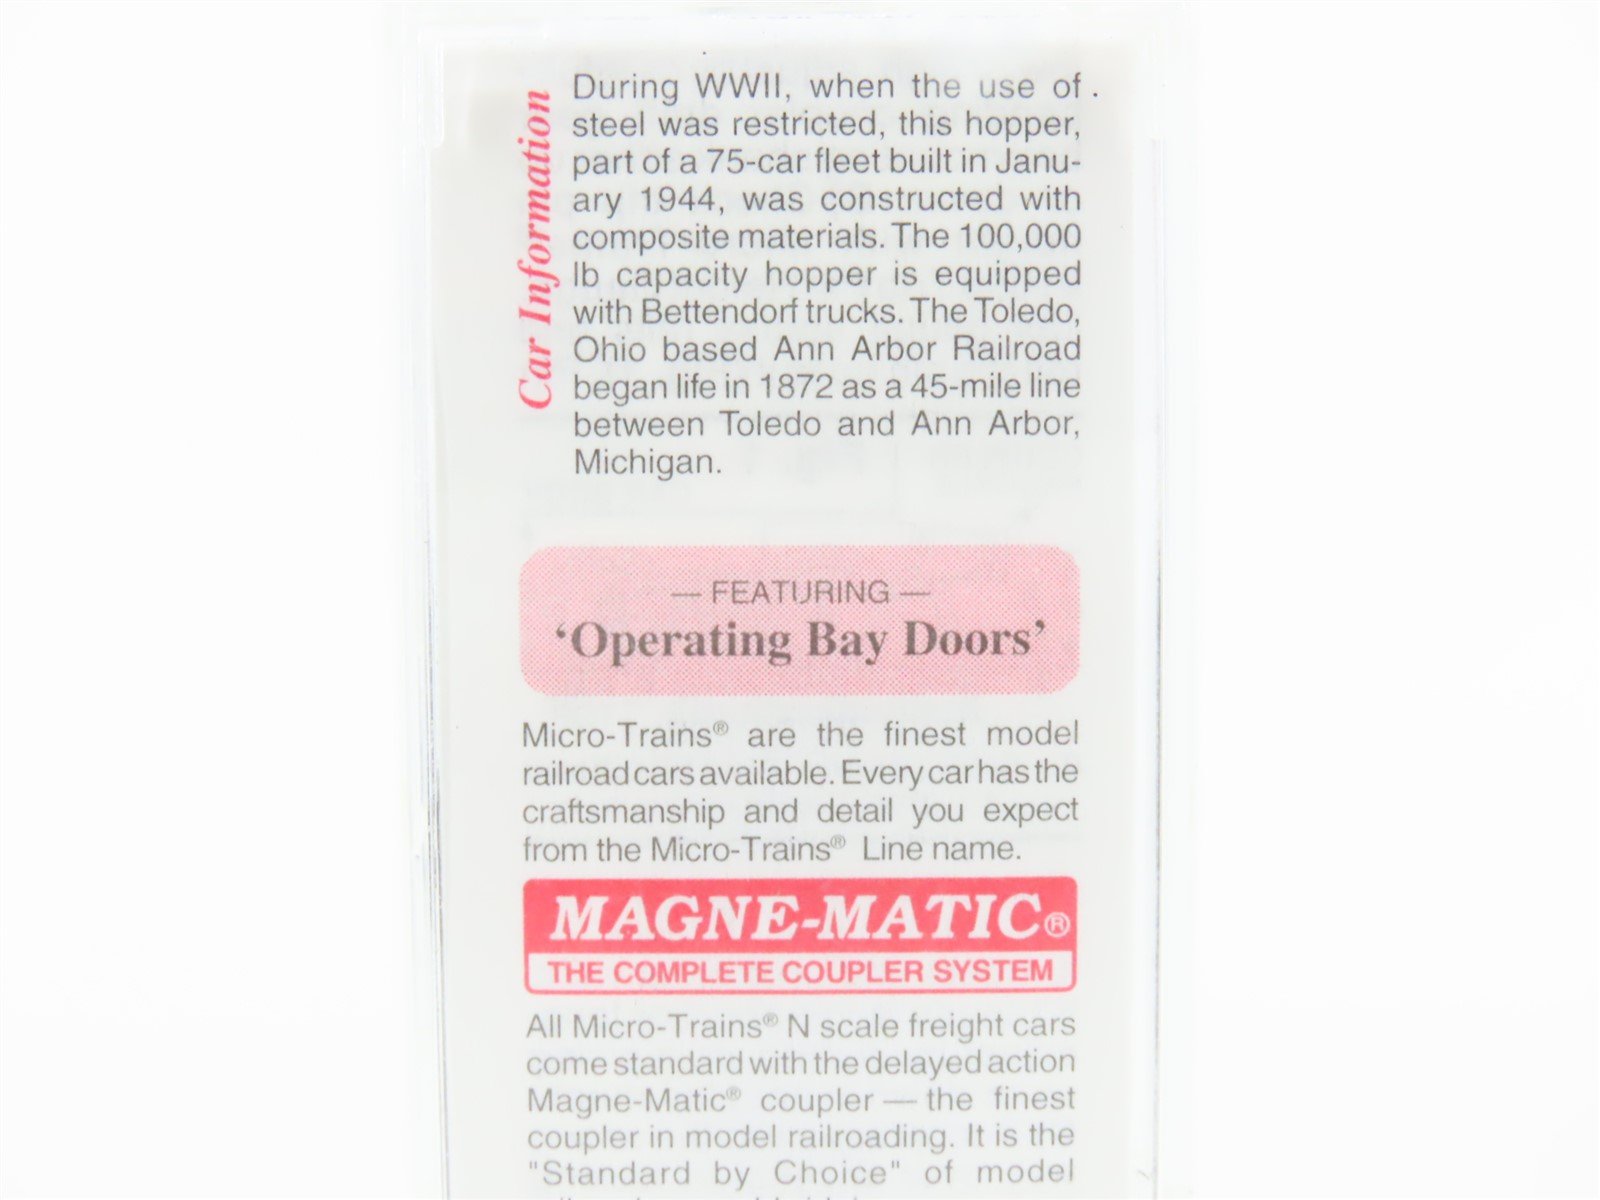 Car Information
During WWII, when the use of.
steel was restricted, this hopper,
part of a 75-car fleet built in Janu-
ary 1944, was constructed with
composite materials. The 100,000
lb capacity hopper is equipped
with Bettendorf trucks. The Toledo,
Ohio based Ann Arbor Railroad
began life in 1872 as a 45-mile line
between Toledo and Ann Arbor,
Michigan.
— FEATURING —
‘Operating Bay Doors’
Micro-Trains® are the finest model
railroad cars available. Every car has the
craftsmanship and detail you expect
from the Micro-Trains® Line name.
MAGNE-MATIC®
THE COMPLETE COUPLER SYSTEM
All Micro-Trains® N scale freight cars
come standard with the delayed action
Magne-Matic® coupler — the finest
coupler in model railroading. It is the
"Standard by Choice" of model